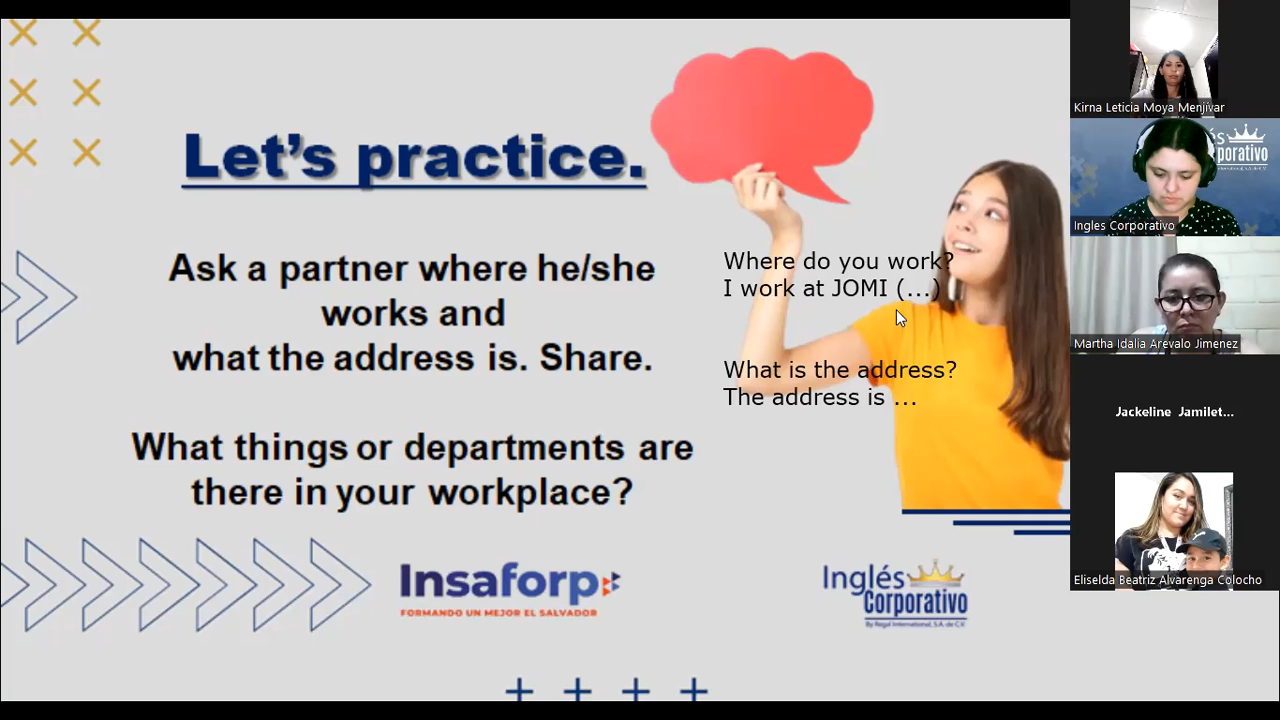 Let's practice.
Ask a partner where he/she
works and
what the address is. Share.
What things or departments are
there in your workplace?
Where do you work?
I work at JOMI (...)
What is the address?
The address is ...
Insaforp
FORMANDO UN MEJOR EL SALVADOR
Inglés
Corporativo
By Regal International, S.A. de C.V.
Kirna Leticia Moya Menjívar
és
orporativo
Ingles Corporativo
Martha Idalia Arevalo Jimenez
Jackeline Jamilet...
Eliselda Beatriz Alvarenga Colocho